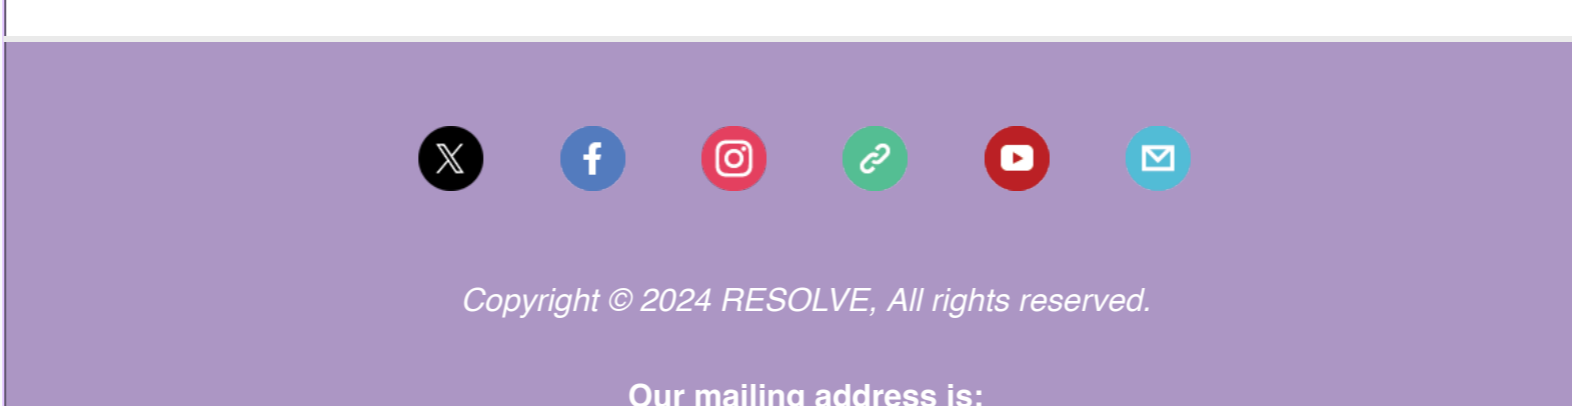 Copyright © 2024 RESOLVE, All rights reserved.
Our mailing address is: